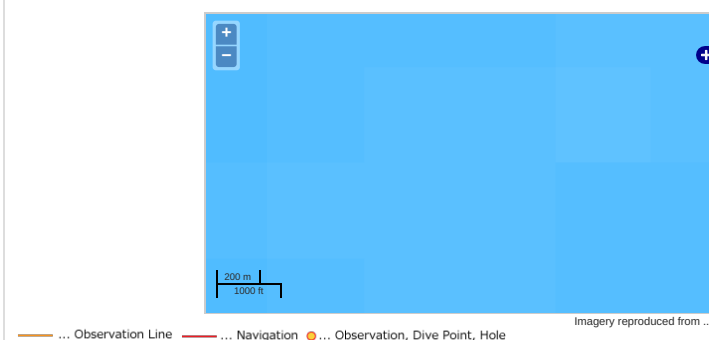 +
−
+
200 m
1000 ft
Imagery reproduced from ..
... Observation Line ... Navigation ... Observation, Dive Point, Hole